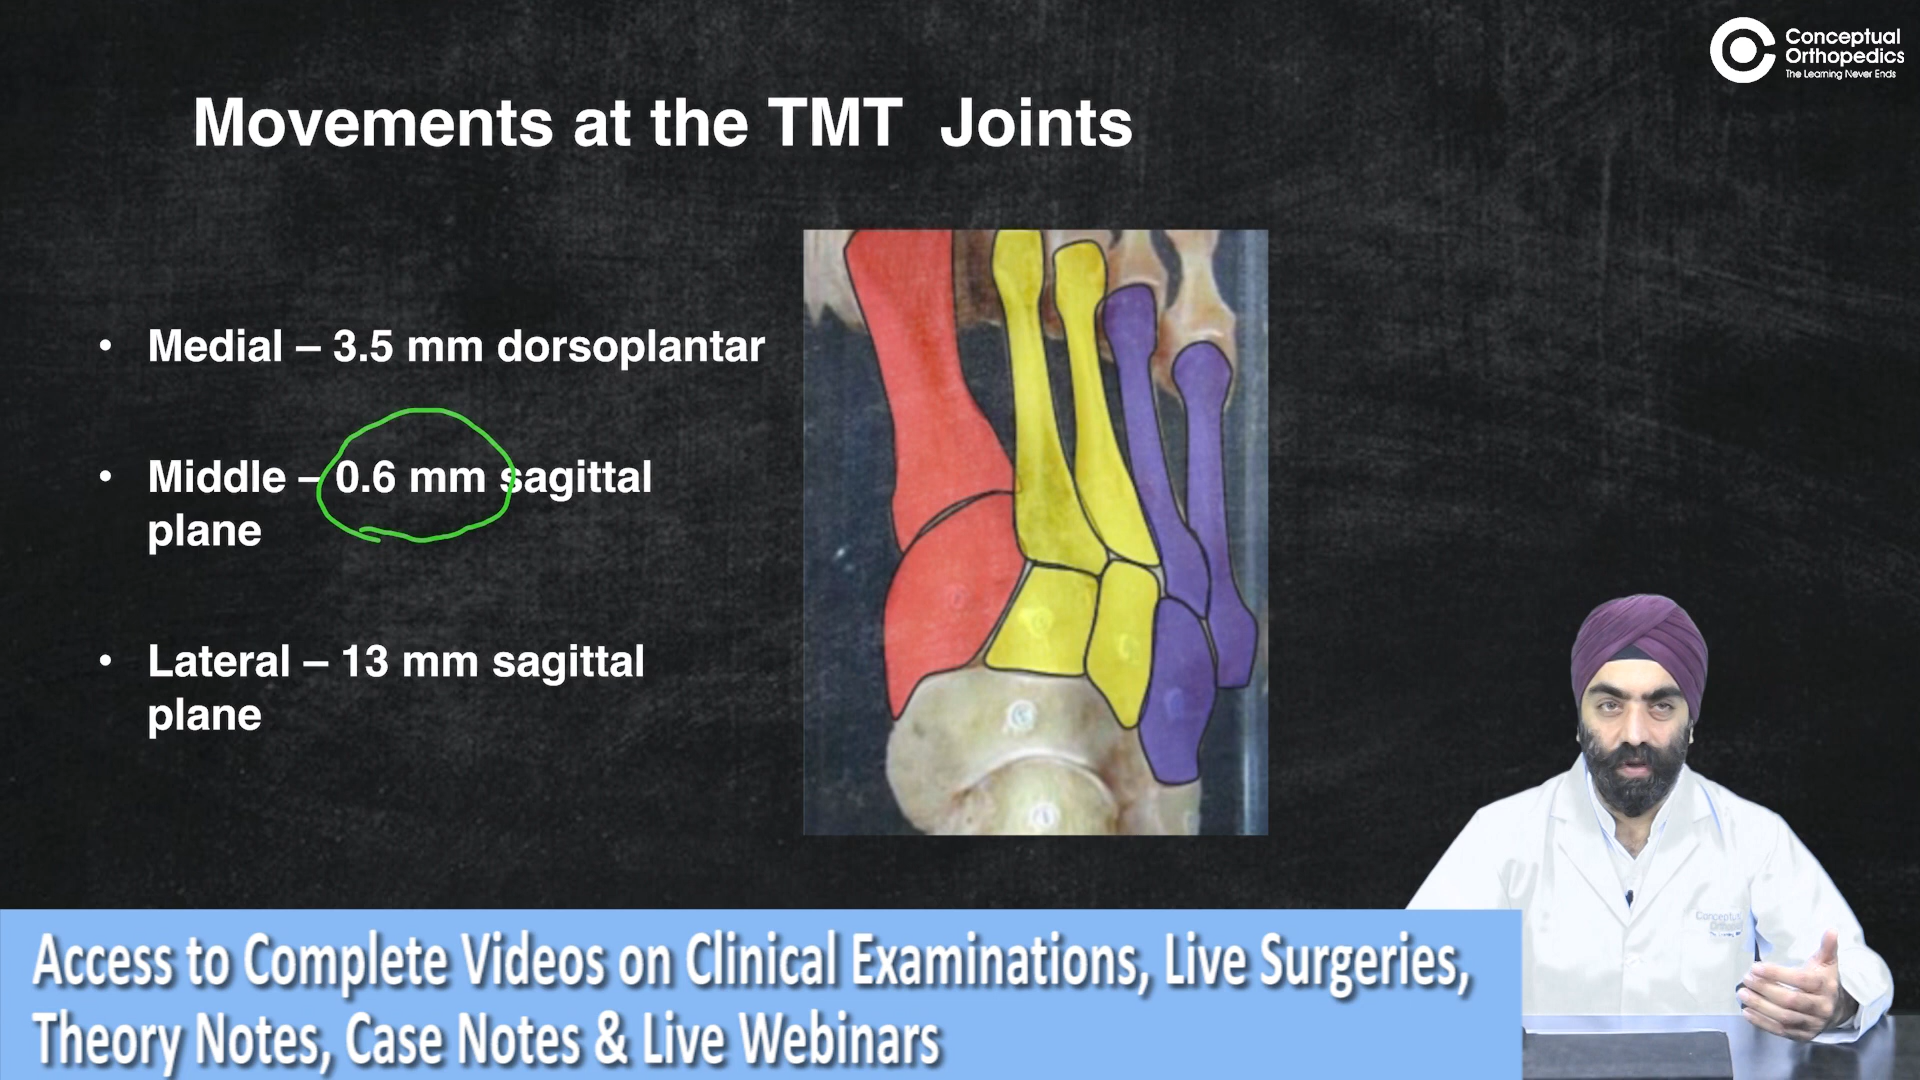 Conceptual
Orthopedics
The Learning Never Ends
Movements at the TMT Joints
• Medial – 3.5 mm dorsoplantar
• Middle – 0.6 mm sagittal
plane
• Lateral – 13 mm sagittal
plane
Access to Complete Videos on Clinical Examinations, Live Surgeries,
Theory Notes, Case Notes & Live Webinars